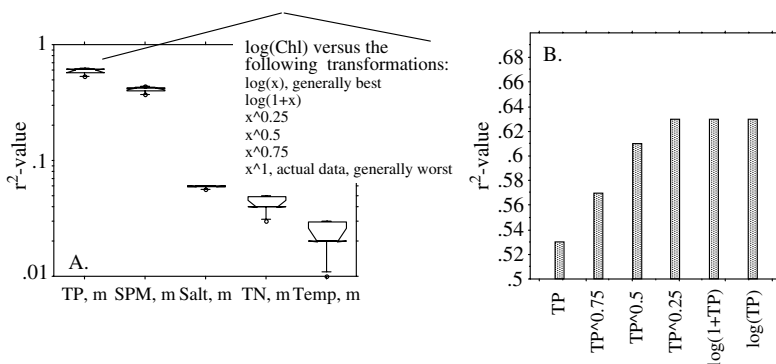 A.
r²-value
1
.1
.01
log(Chl) versus the
following transformations:
log(x), generally best
log(1+x)
x^0.25
x^0.5
x^0.75
x^1, actual data, generally worst
TP, m SPM, m Salt, m TN, m Temp, m
B.
r²-value
.68
.66
.64
.62
.6
.58
.56
.54
.52
.5
TP
TP^0.75
TP^0.5
TP^0.25
log(1+TP)
log(TP)